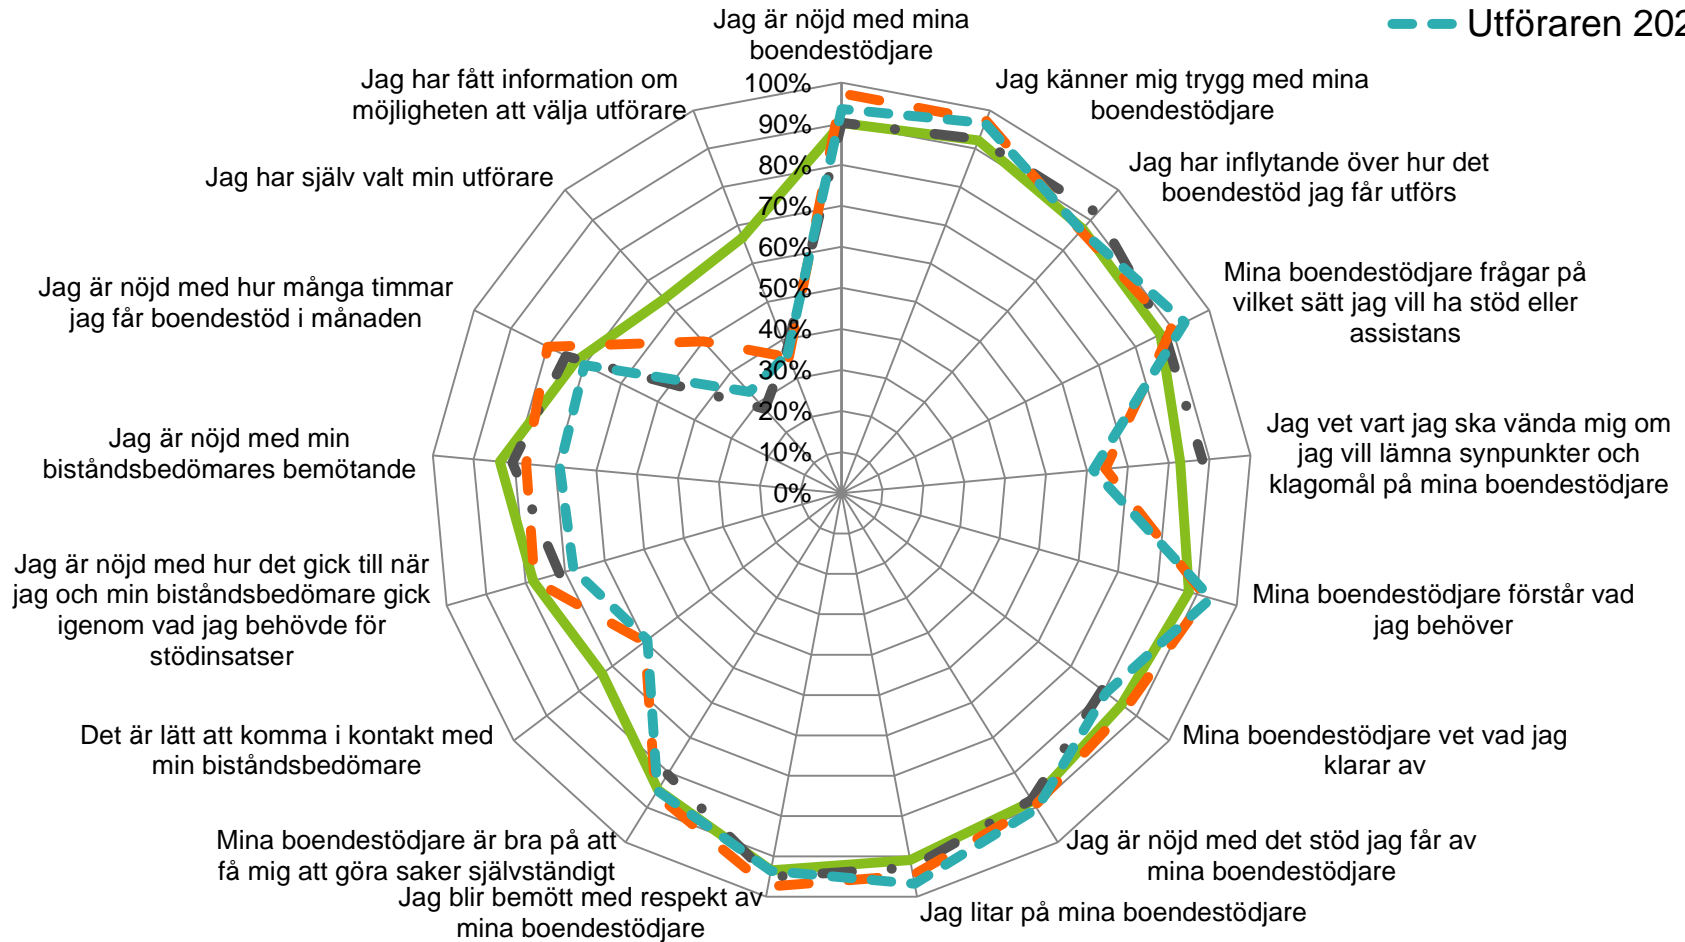 Utföraren 202
Jag är nöjd med mina
boendestödjare
Jag känner mig trygg med mina
boendestödjare
Jag har inflytande över hur det
boendestöd jag får utförs
Mina boendestödjare frågar på
vilket sätt jag vill ha stöd eller
assistans
Jag vet vart jag ska vända mig om
jag vill lämna synpunkter och
klagomål på mina boendestödjare
Mina boendestödjare förstår vad
jag behöver
Mina boendestödjare vet vad jag
klarar av
Jag är nöjd med det stöd jag får av
mina boendestödjare
Jag litar på mina boendestödjare
Jag blir bemött med respekt av
mina boendestödjare
Mina boendestödjare är bra på att
få mig att göra saker självständigt
Det är lätt att komma i kontakt med
min biståndsbedömare
Jag är nöjd med hur det gick till när
jag och min biståndsbedömare gick
igenom vad jag behövde för
stödinsatser
Jag är nöjd med min
biståndsbedömares bemötande
Jag är nöjd med hur många timmar
jag får boendestöd i månaden
Jag har själv valt min utförare
Jag har fått information om
möjligheten att välja utförare
100%
90%
80%
70%
60%
50%
40%
30%
20%
10%
0%